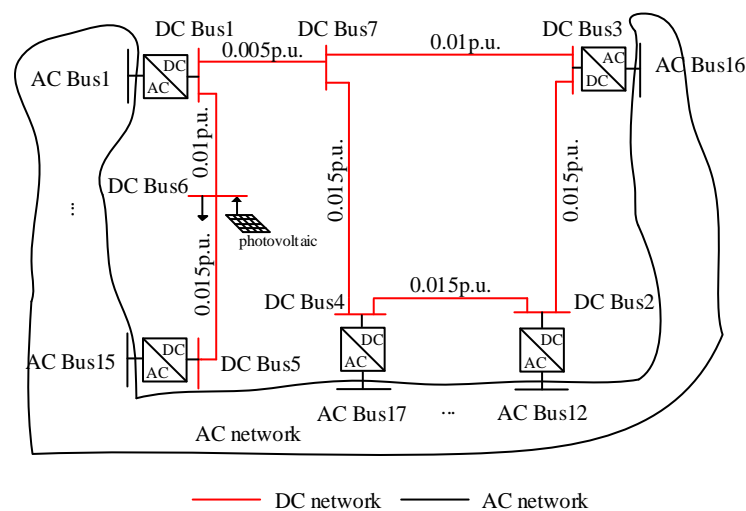 DC Bus1
DC Bus7
DC Bus3
0.005p.u.
0.01p.u.
AC Bus1
DC
AC
AC
DC
AC Bus16
0.01p.u.
0.015p.u.
0.015p.u.
DC Bus6
...
photovoltaic
0.015p.u.
0.015p.u.
DC Bus4
DC Bus2
AC Bus15
DC
AC
DC Bus5
DC
AC
DC
AC
AC Bus17
...
AC Bus12
AC network
DC network
AC network